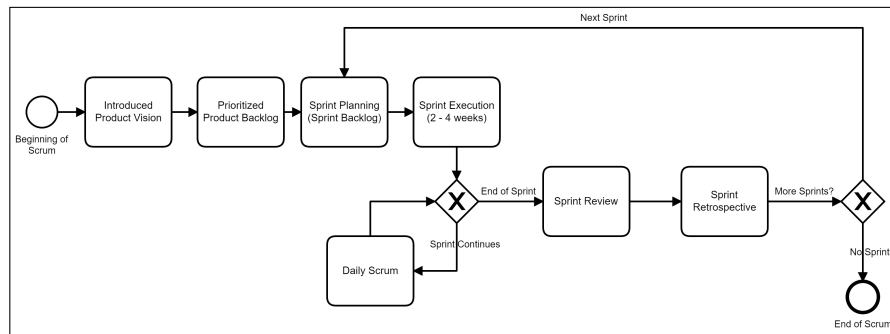 Next Sprint
Beginning of
Scrum
Introduced
Product Vision
Prioritized
Product Backlog
Sprint Planning
(Sprint Backlog)
Sprint Execution
(2 - 4 weeks)
X
End of Sprint
Sprint Continues
Daily Scrum
Sprint Review
Sprint
Retrospective
More Sprints?
X
No Sprint
End of Scrum